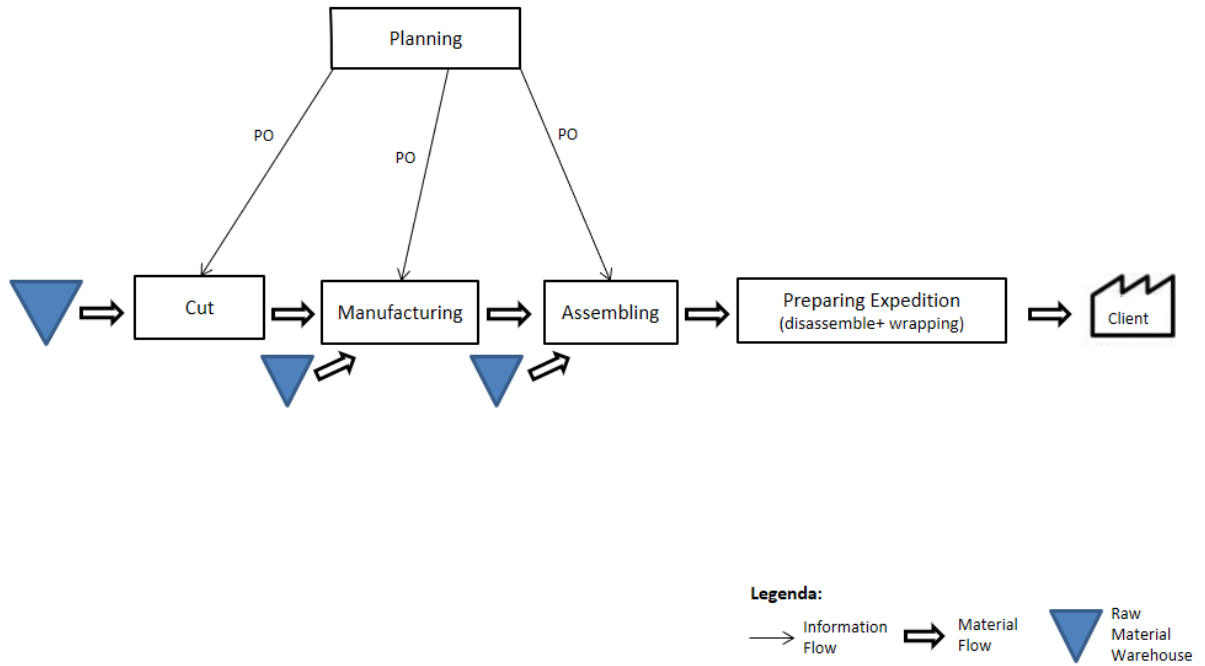 Planning
PO
PO
PO
Cut
Manufacturing
Assembling
Preparing Expedition
(disassemble+ wrapping)
Client
Legenda:
Information
Flow
Material
Flow
Raw
Material
Warehouse